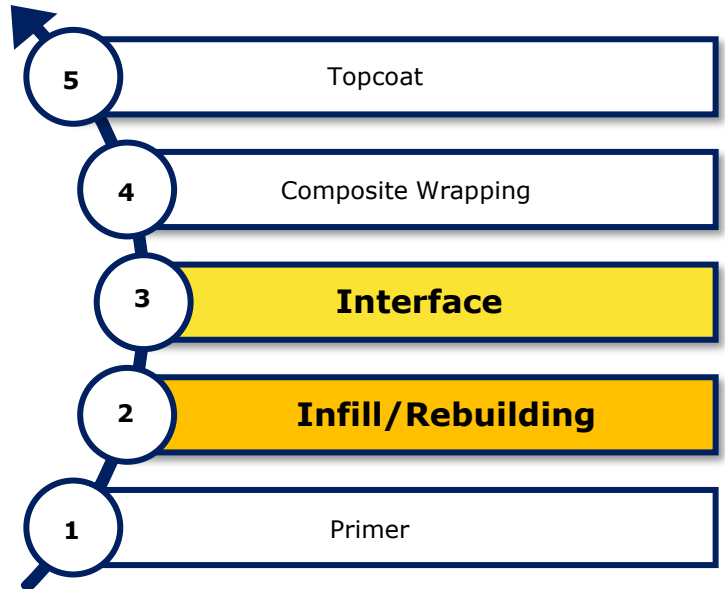 5 Topcoat
4 Composite Wrapping
3 Interface
2 Infill/Rebuilding
1 Primer